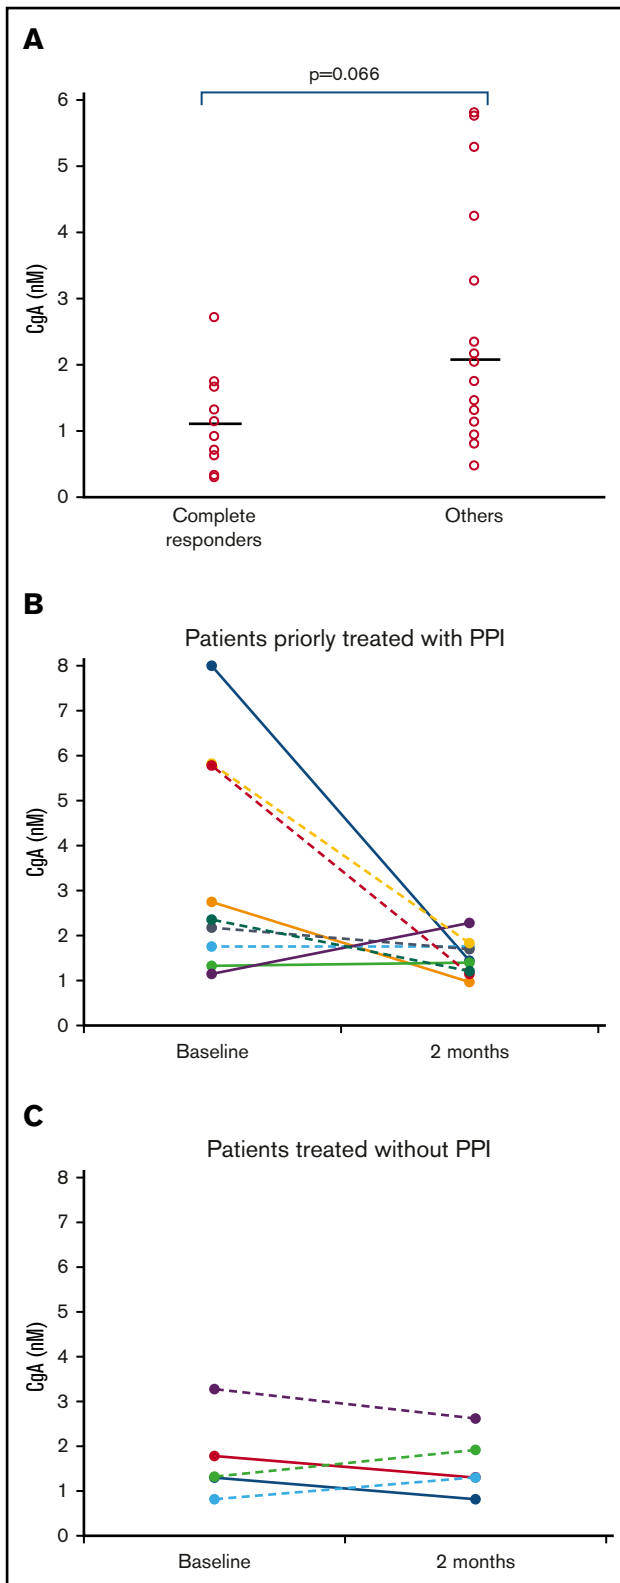 A
p=0.066
6
5
4
3
2
1
0
CgA (nM)
Complete
responders
Others
B
Patients priorly treated with PPI
8
7
6
5
4
3
2
1
0
CgA (nM)
Baseline
2 months
C
Patients treated without PPI
8
7
6
5
4
3
2
1
0
CgA (nM)
Baseline
2 months